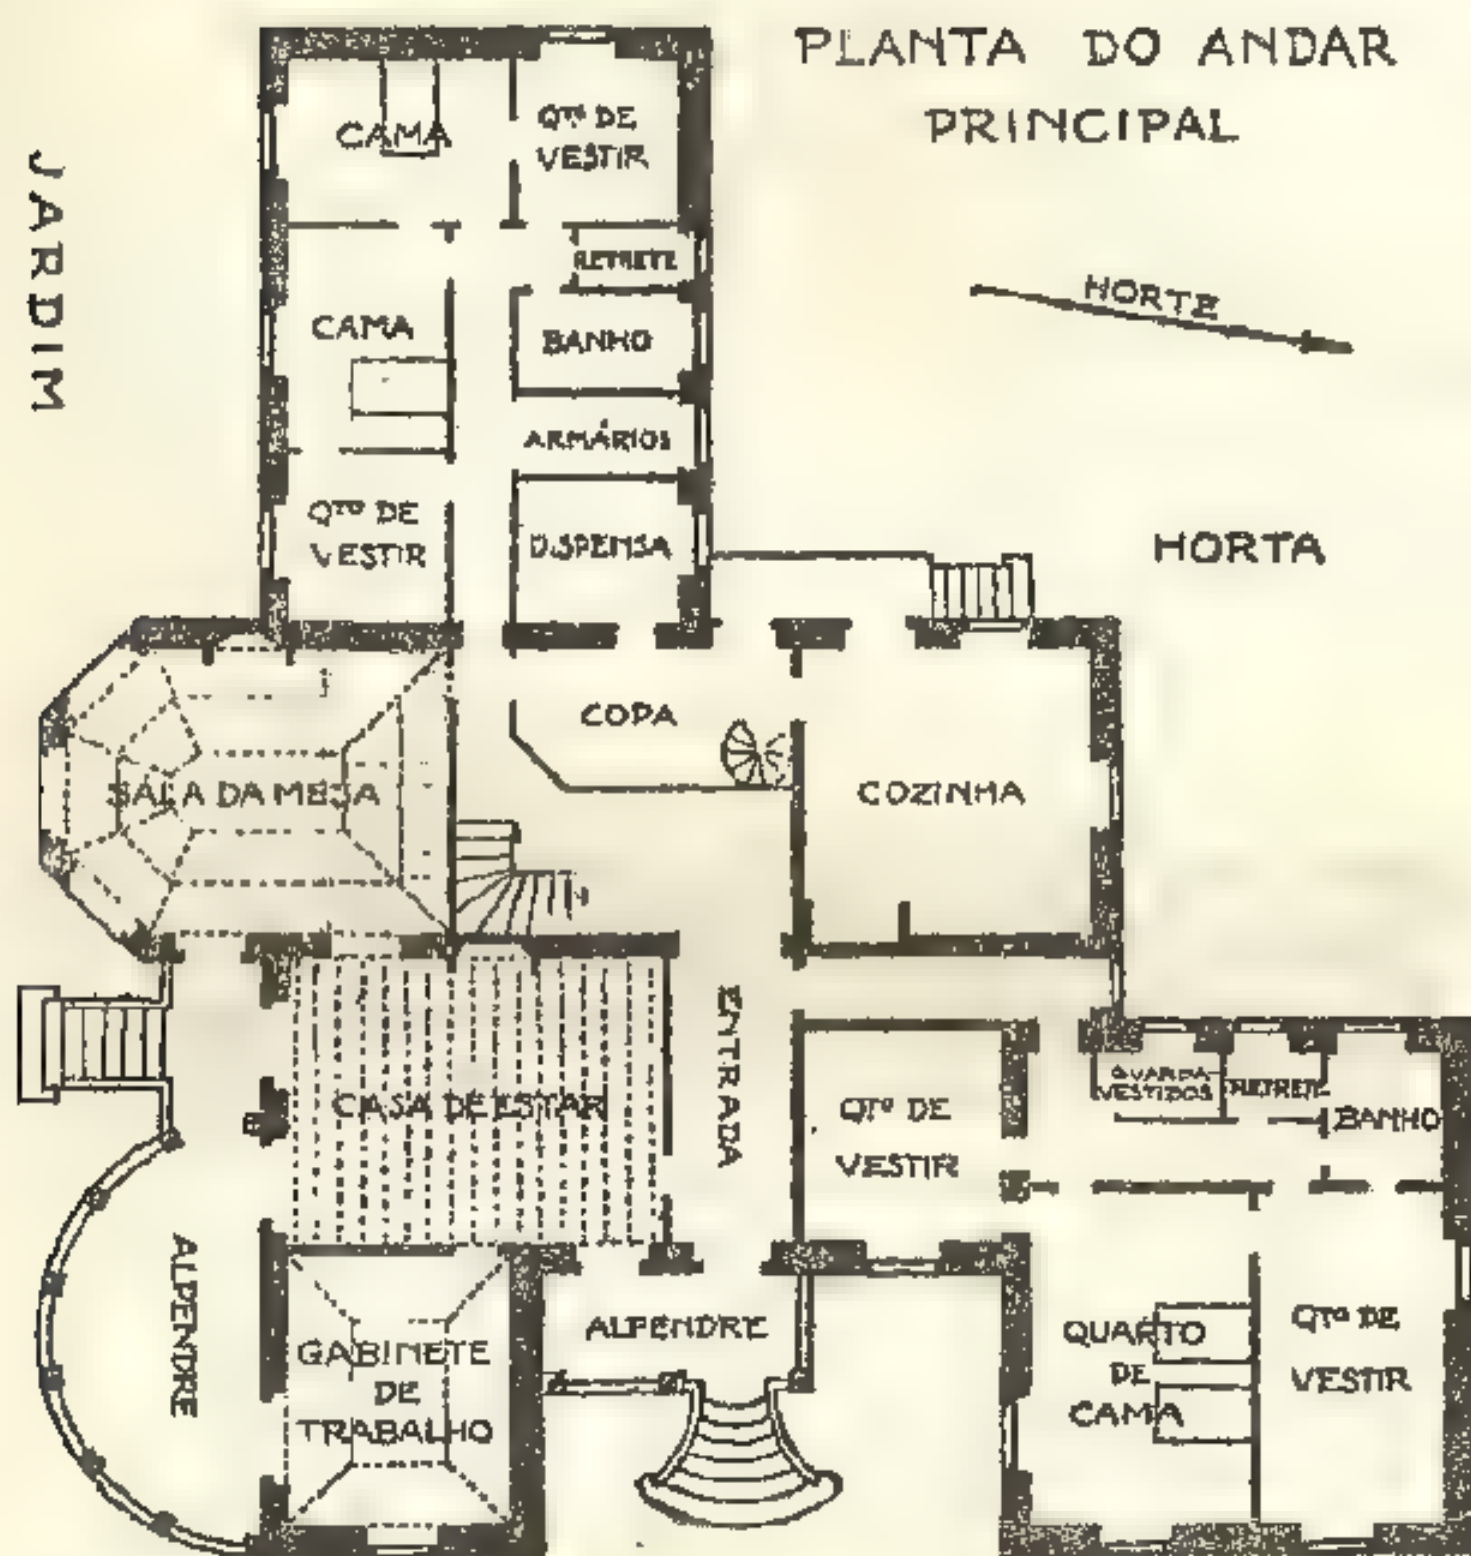 PLANTA DO ANDAR
PRINCIPAL
JARDIM
CAMA
QTO DE
VESTIR
RETRETE
HORTE
CAMA
BANHO
ARMÁRIOS
QTO DE
VESTIR
DISPENSA
HORTA
COPA
SALA DA MESA
COZINHA
ENTRADA
CASA DE ESTAR
QTO DE
VESTIR
GUARDA
VESTIDOS
RETRETE
BANHO
ALPENDRE
ALPENDRE
GABINETE
DE
TRABALHO
QUARTO
DE
CAMA
QTO DE
VESTIR